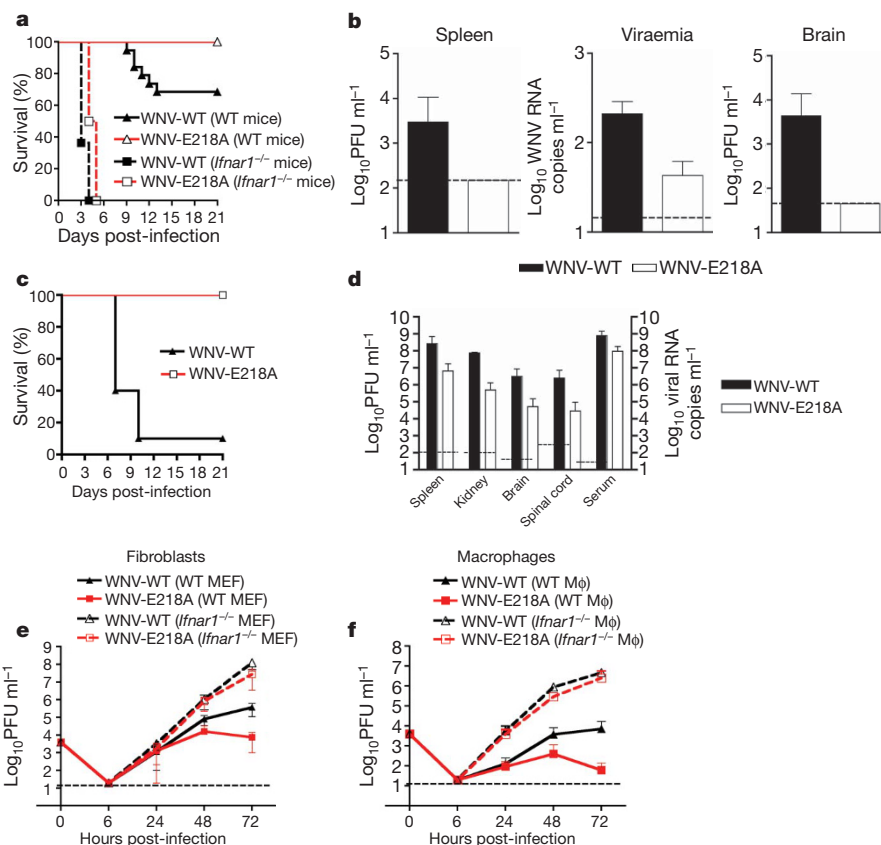 a
Survival (%)
100
80
60
40
20
0
0 3 6 9 12 15 18 21
Days post-infection
WNV-WT (WT mice)
WNV-E218A (WT mice)
WNV-WT (Ifnar1⁻/⁻ mice)
WNV-E218A (Ifnar1⁻/⁻ mice)
b
Spleen
Log₁₀PFU ml⁻¹
5
4
3
2
1
Viraemia
Log₁₀ WNV RNA
copies ml⁻¹
3
2
1
Brain
Log₁₀PFU ml⁻¹
5
4
3
2
1
WNV-WT WNV-E218A
c
Survival (%)
100
80
60
40
20
0
0 3 6 9 12 15 18 21
Days post-infection
WNV-WT
WNV-E218A
d
Log₁₀PFU ml⁻¹
10
9
8
7
6
5
4
3
2
1
Spleen
Kidney
Brain
Spinal cord
Serum
10
9
8
7
6
5
4
3
2
1
Log₁₀ viral RNA
copies ml⁻¹
WNV-WT
WNV-E218A
Fibroblasts
WNV-WT (WT MEF)
WNV-E218A (WT MEF)
WNV-WT (Ifnar1⁻/⁻ MEF)
WNV-E218A (Ifnar1⁻/⁻ MEF)
e
Log₁₀PFU ml⁻¹
9
8
7
6
5
4
3
2
1
0 6 24 48 72
Hours post-infection
Macrophages
WNV-WT (WT Mϕ)
WNV-E218A (WT Mϕ)
WNV-WT (Ifnar1⁻/⁻ Mϕ)
WNV-E218A (Ifnar1⁻/⁻ Mϕ)
f
Log₁₀PFU ml⁻¹
8
7
6
5
4
3
2
1
0 6 24 48 72
Hours post-infection